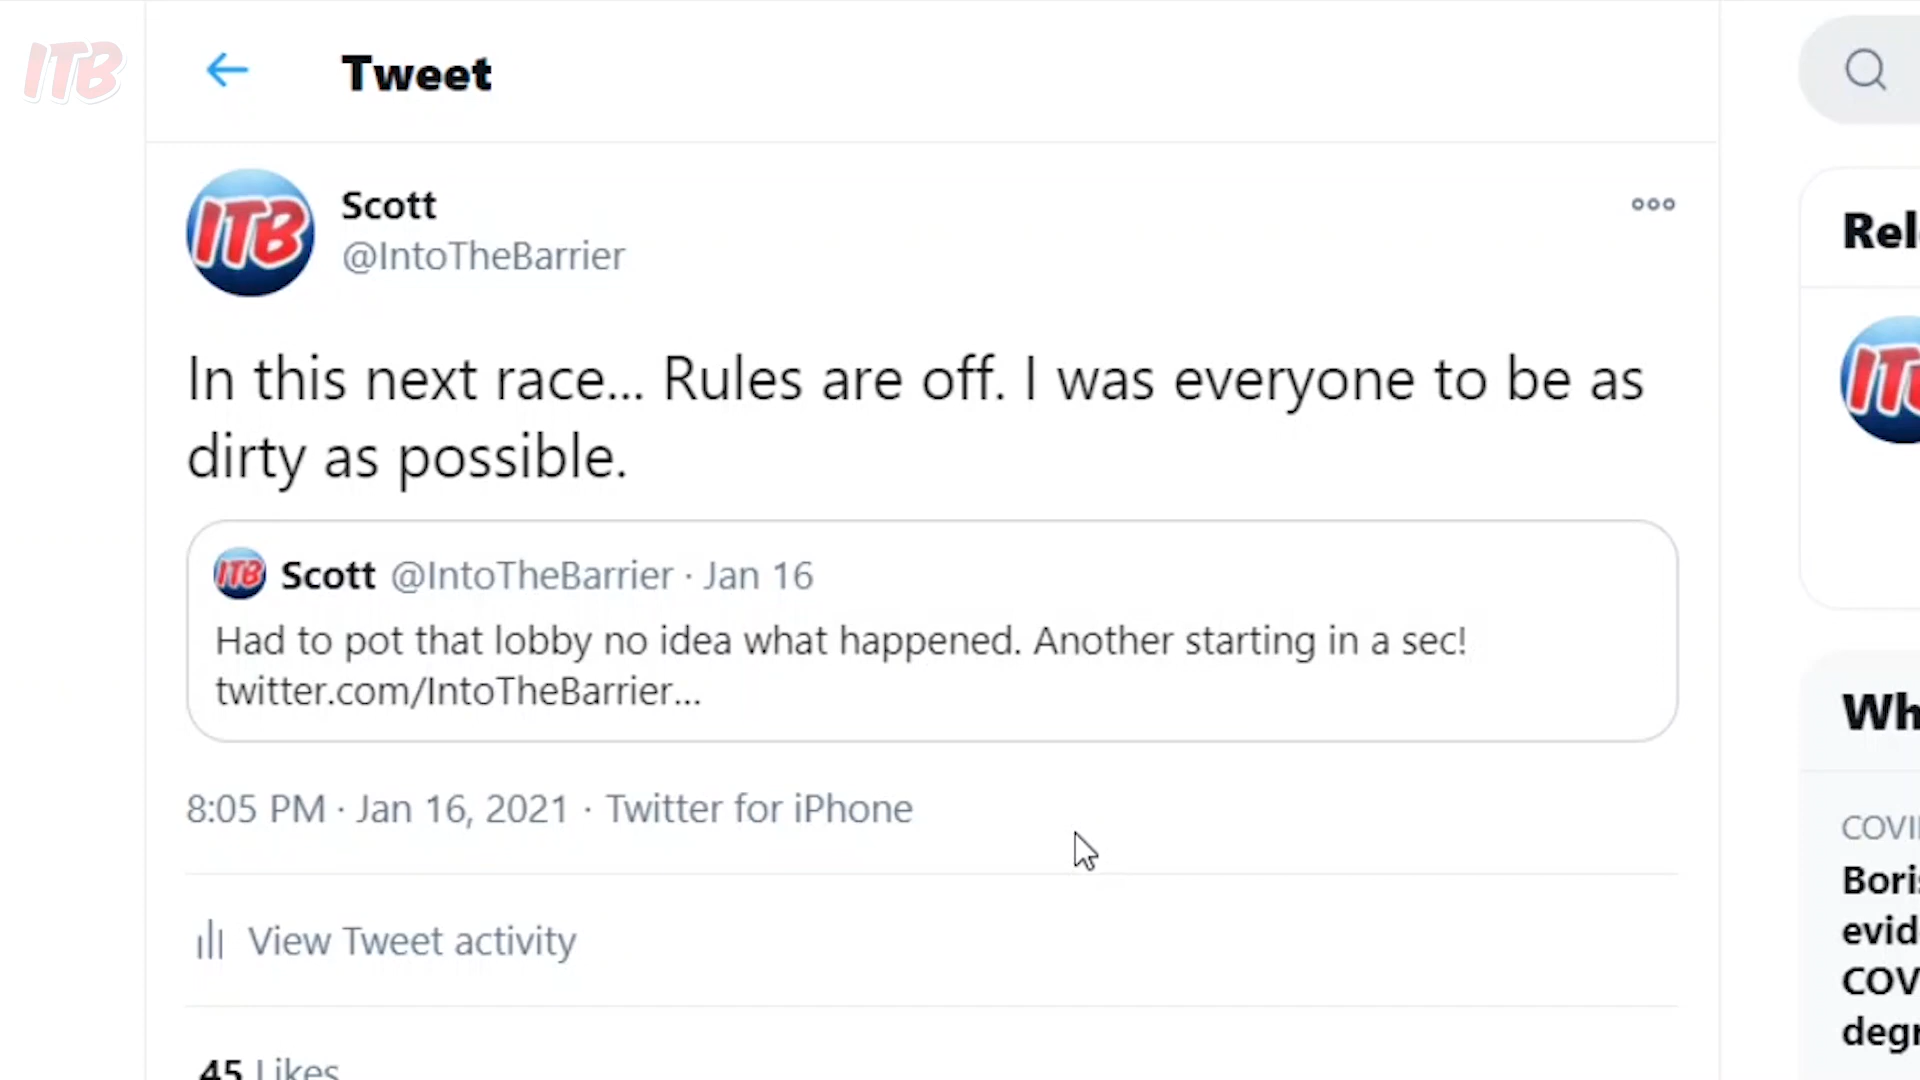 ITB
Tweet
ITB
Scott
@IntoTheBarrier
In this next race... Rules are off. I was everyone to be as
dirty as possible.
ITB Scott @IntoTheBarrier · Jan 16
Had to pot that lobby no idea what happened. Another starting in a sec!
twitter.com/IntoTheBarrier...
8:05 PM · Jan 16, 2021 · Twitter for iPhone
View Tweet activity
45 Likes
Rel
Wh
COVI
Boris
evid
COV
degr